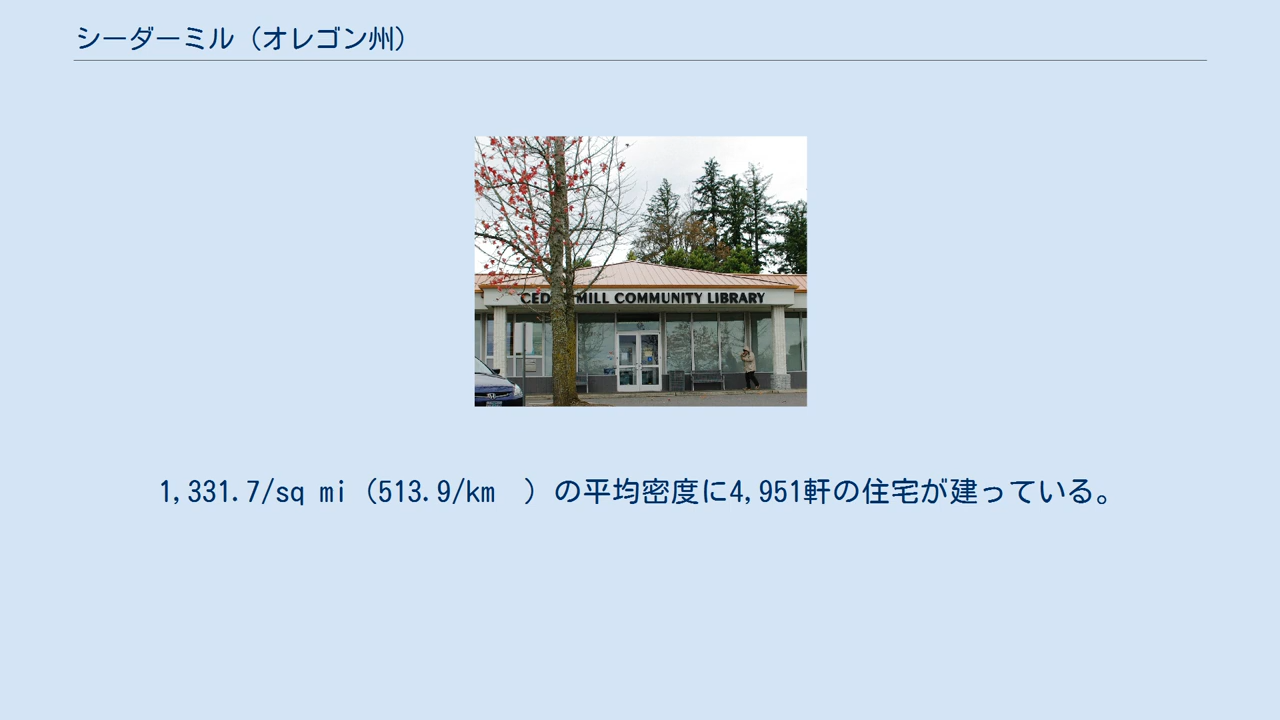 シーダーミル（オレゴン州）
CED MILL COMMUNITY LIBRARY
1,331.7/sq mi（513.9/km　）の平均密度に4,951軒の住宅が建っている。